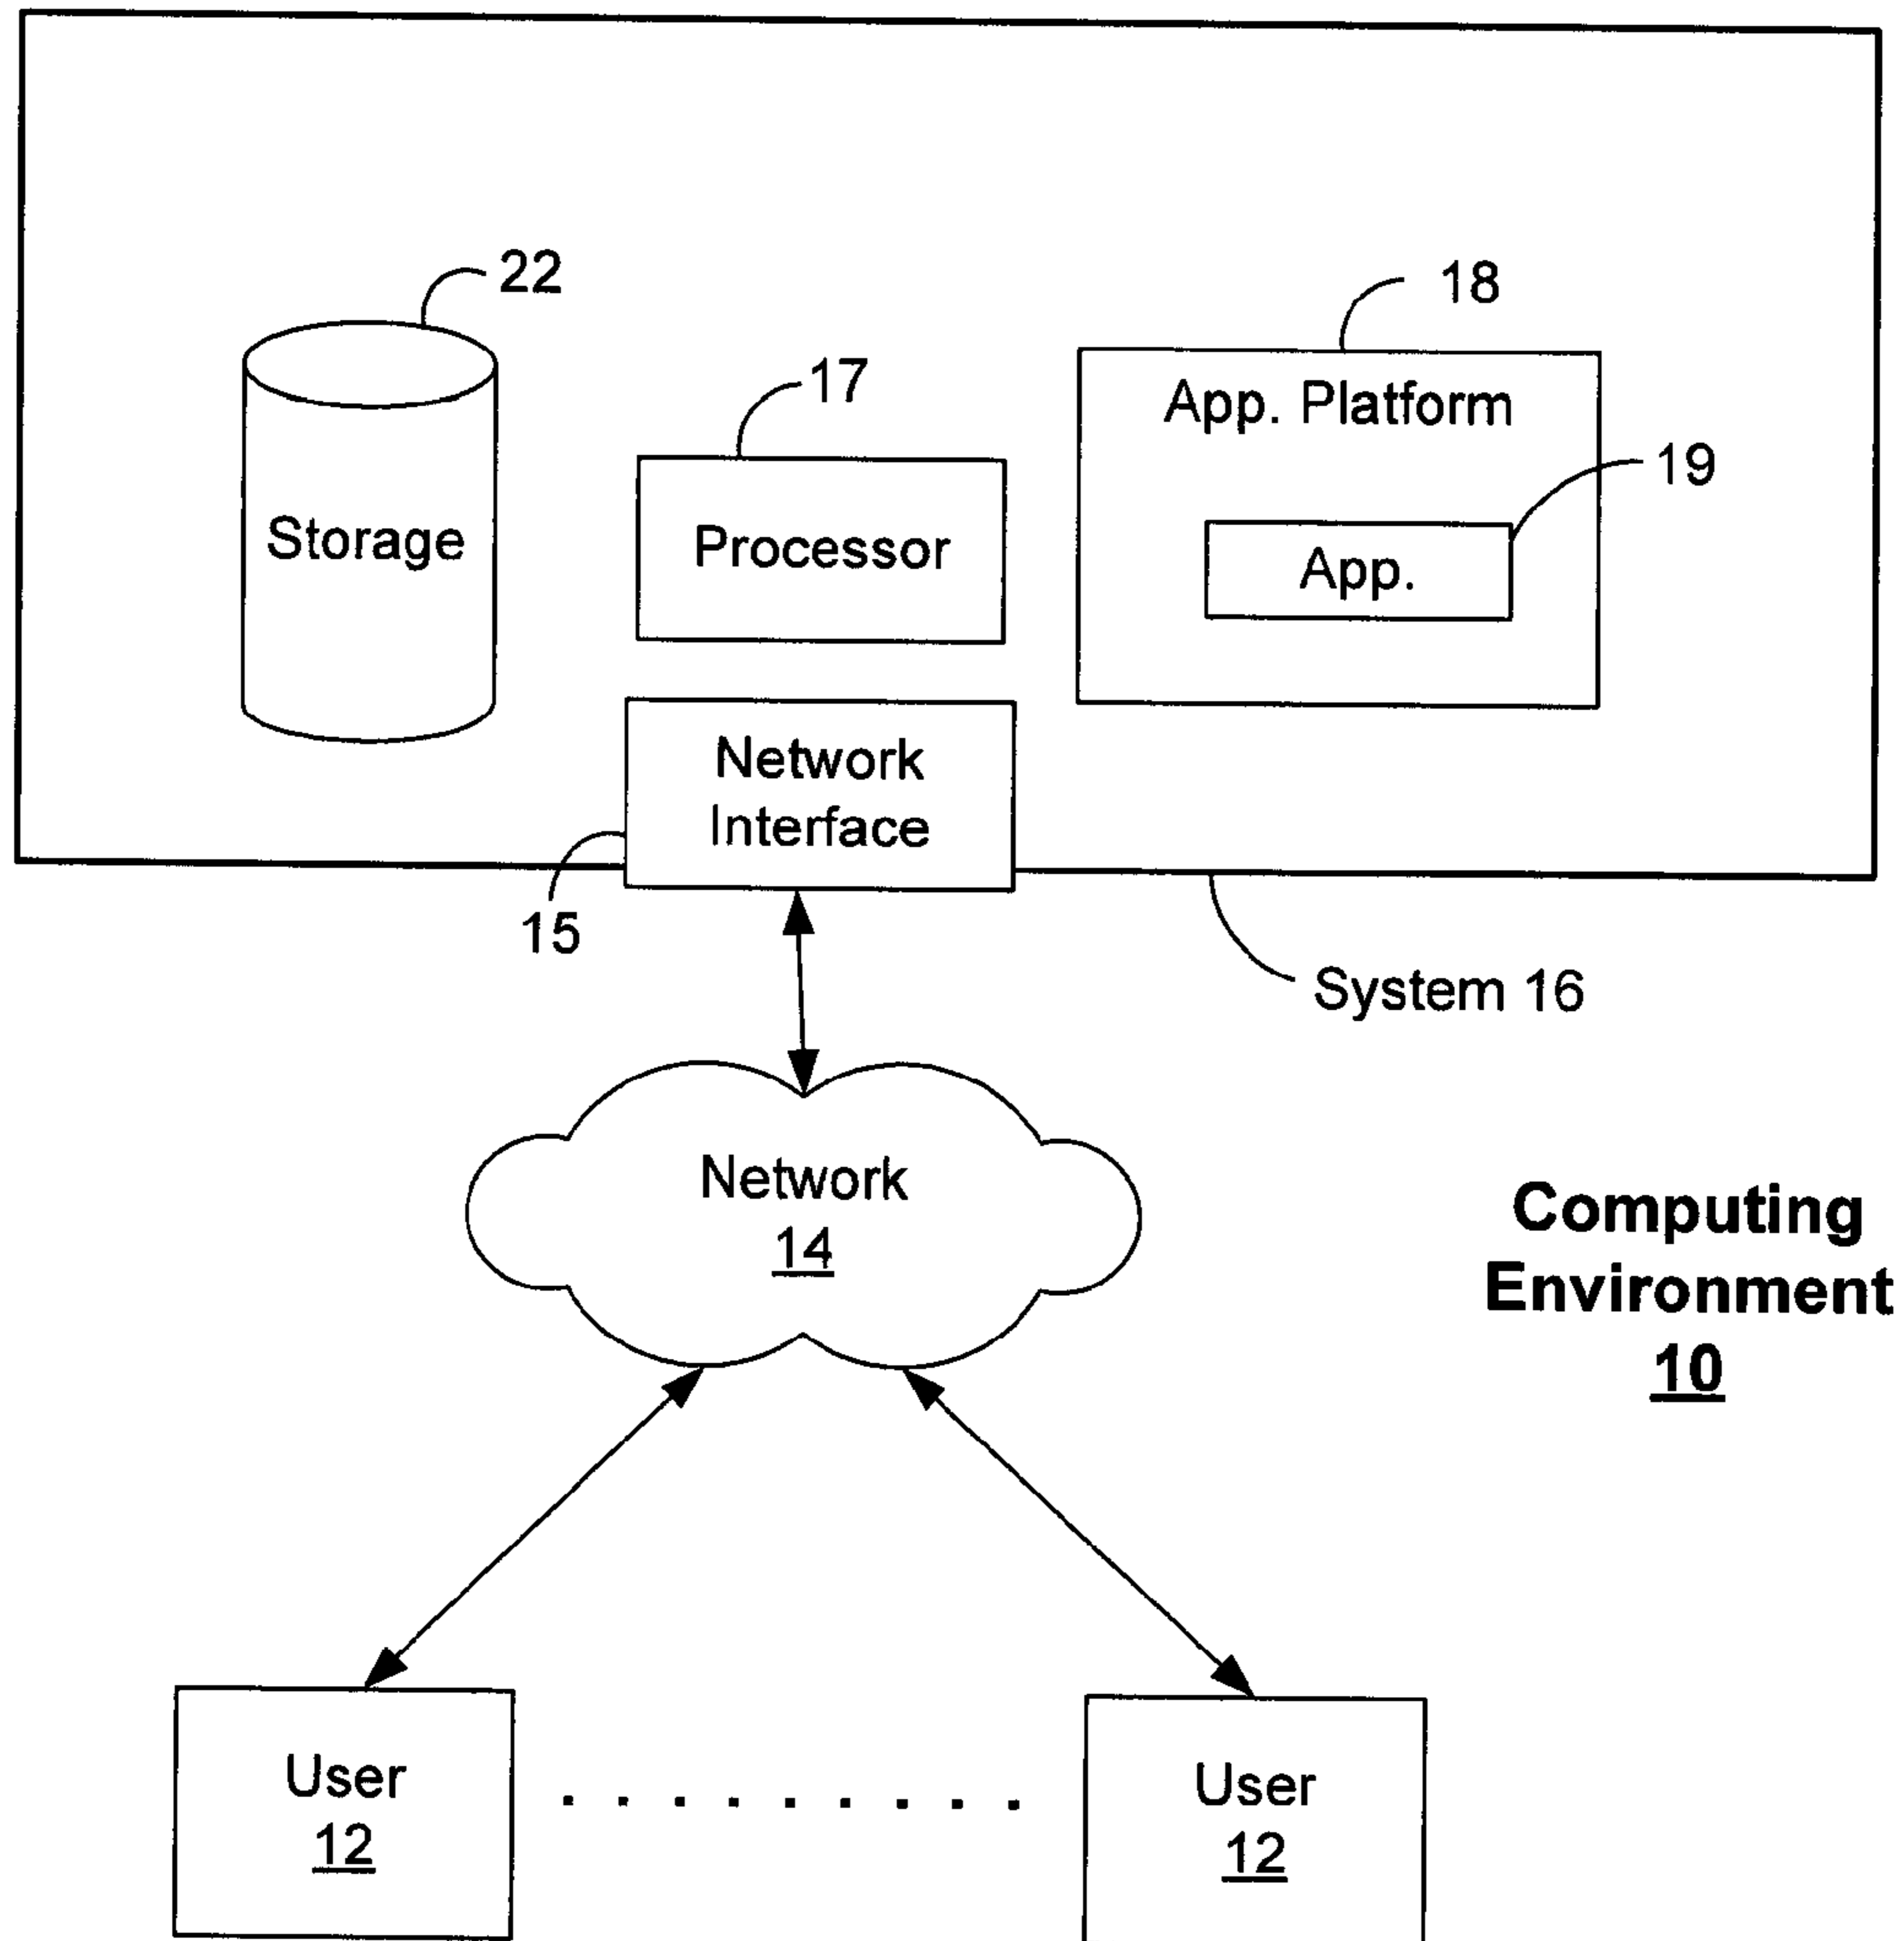 22
18
17
App. Platform
19
Storage
Processor
App.
Network
Interface
15
System 16
Network
14
Computing
Environment
10
User
12
User
12